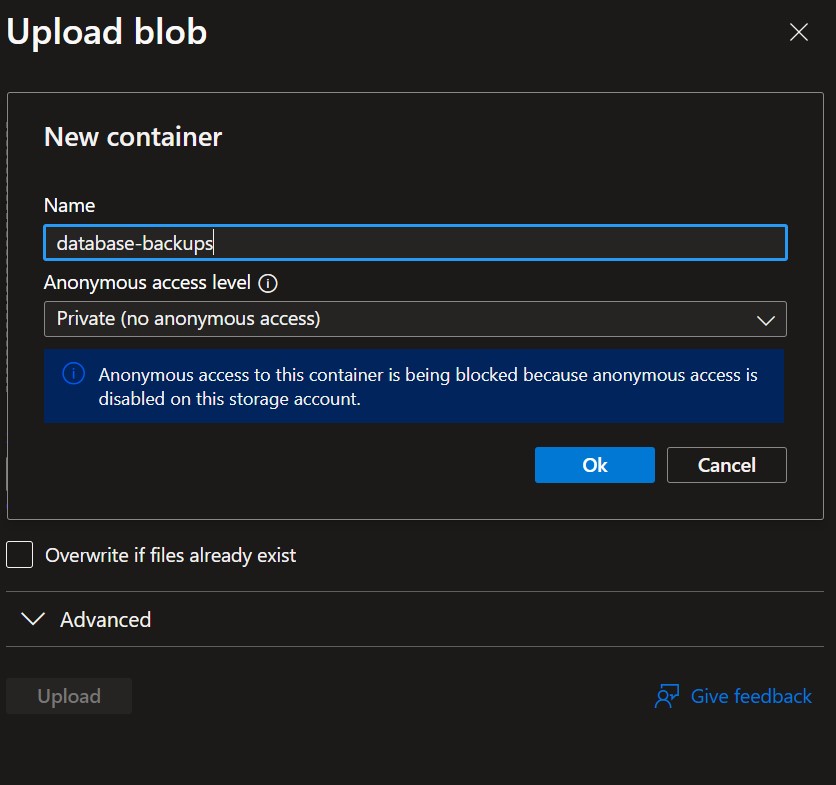 Upload blob
New container
Name
database-backups
Anonymous access level
Private (no anonymous access)
Anonymous access to this container is being blocked because anonymous access is
disabled on this storage account.
Ok
Cancel
Overwrite if files already exist
Advanced
Upload
Give feedback